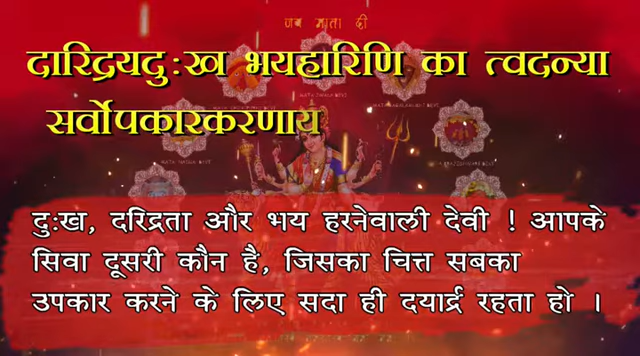 जय माता दी
दारिद्रयदुःख भयहारिणि का त्वदन्या
सर्वोपकारकरणाय
दुःख, दरिद्रता और भय हरनेवाली देवी ! आपके
सिवा दूसरी कौन है, जिसका चित्त सबका
उपकार करने के लिए सदा ही दयार्द्र रहता हो ।